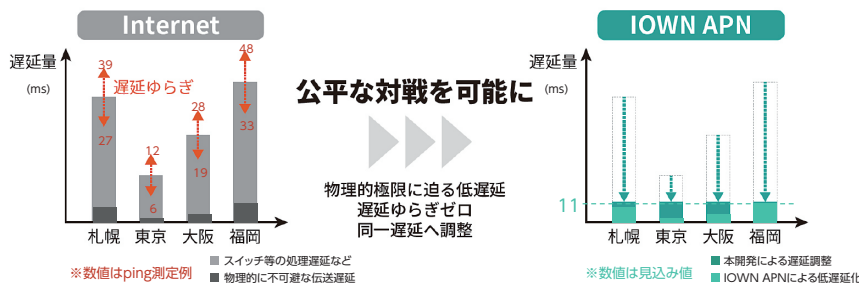 Internet
遅延量
(ms)
39
27
遅延ゆらぎ
12
6
28
19
48
33
札幌 東京 大阪 福岡
※数値はping測定例
スイッチ等の処理遅延など
物理的に不可避な伝送遅延
公平な対戦を可能に
物理的極限に迫る低遅延
遅延ゆらぎゼロ
同一遅延へ調整
IOWN APN
遅延量
(ms)
11
札幌 東京 大阪 福岡
※数値は見込み値
本開発による遅延調整
IOWN APNによる低遅延化